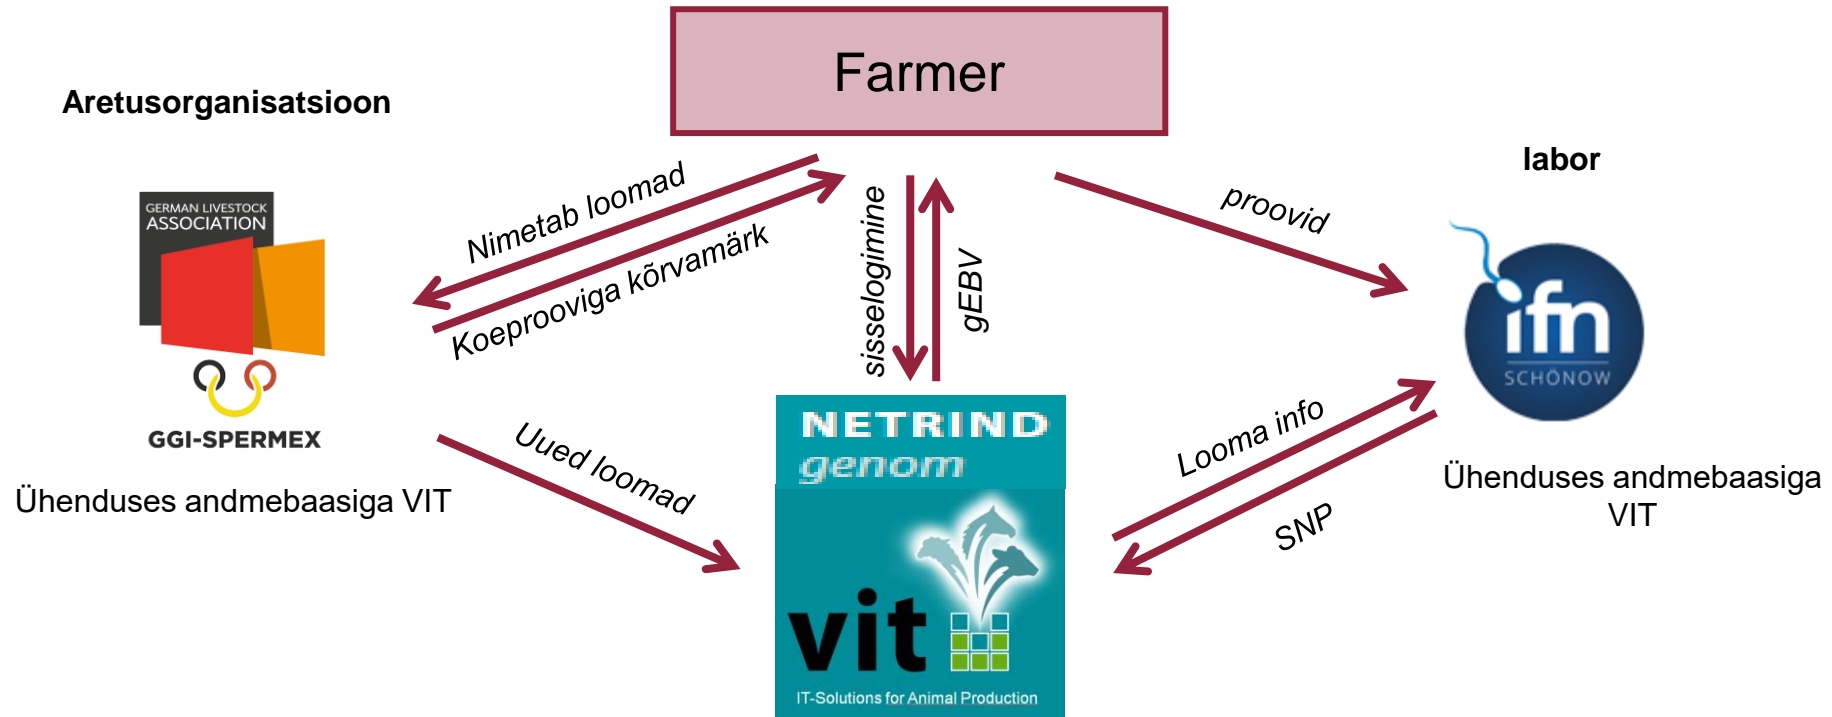 Farmer
Aretusorganisatsioon
labor
GERMAN LIVESTOCK
ASSOCIATION
GGI-SPERMEX
Ühenduses andmebaasiga VIT
Nimetab loomad
Koeprooviga kõrvamärk
sisselogimine
gEBV
proovid
ifn
SCHÖNOW
Ühenduses andmebaasiga
VIT
Uued loomad
Looma info
SNP
NETRIND
genom
vit
IT-Solutions for Animal Production